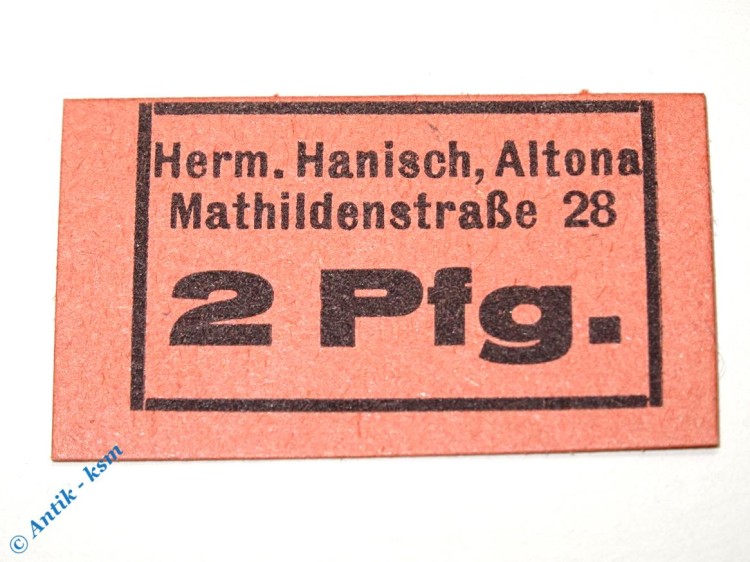 Herm. Hanisch, Altona
Mathildenstraße 28
2 Pfg.
© Antik - ksm